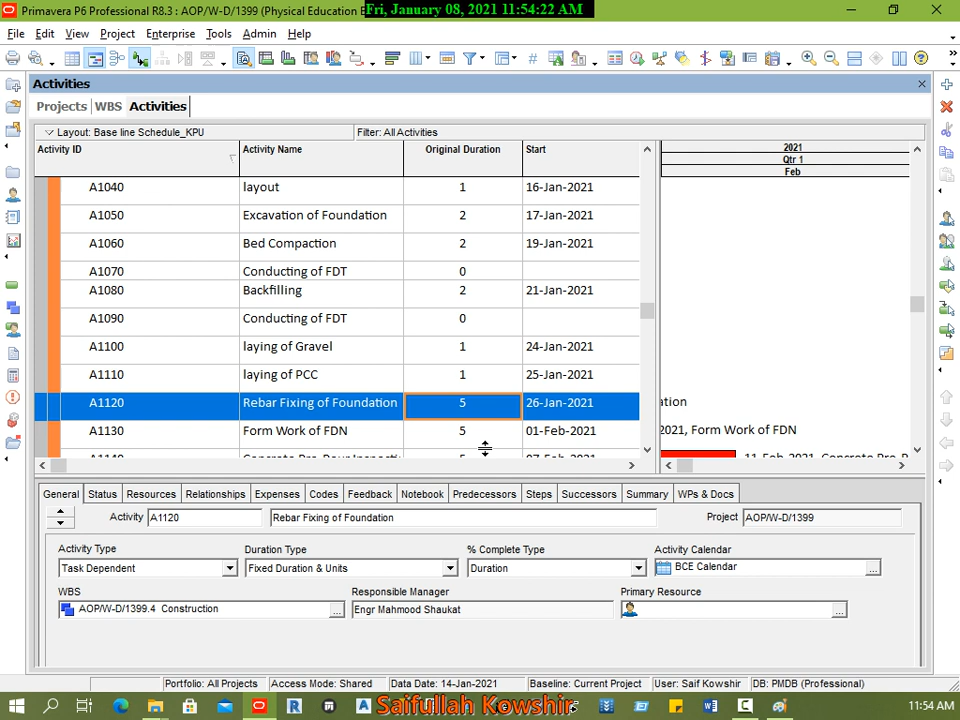 Primavera P6 Professional R8.3 : AOP/W-D/1399 (Physical Education E
Fri, January 08, 2021 11:54:22 AM
File Edit View Project Enterprise Tools Admin Help
Activities
Projects WBS Activities
Layout: Base line Schedule_KPU
Filter: All Activities
Activity ID Activity Name Original Duration Start
2021
Qtr 1
Feb
A1040 layout 1 16-Jan-2021
A1050 Excavation of Foundation 2 17-Jan-2021
A1060 Bed Compaction 2 19-Jan-2021
A1070 Conducting of FDT 0
A1080 Backfilling 2 21-Jan-2021
A1090 Conducting of FDT 0
A1100 laying of Gravel 1 24-Jan-2021
A1110 laying of PCC 1 25-Jan-2021
A1120 Rebar Fixing of Foundation 5 26-Jan-2021 ation
A1130 Form Work of FDN 5 01-Feb-2021 2021, Form Work of FDN
A1140 Concrete Pre-Pour Inspecti 5 07-Feb-2021 11-Feb-2021, Concrete Pre-P
General Status Resources Relationships Expenses Codes Feedback Notebook Predecessors Steps Successors Summary WPs & Docs
Activity A1120 Rebar Fixing of Foundation Project AOP/W-D/1399
Activity Type Duration Type % Complete Type Activity Calendar
Task Dependent Fixed Duration & Units Duration BCE Calendar
WBS Responsible Manager Primary Resource
AOP/W-D/1399.4 Construction Engr Mahmood Shaukat
Portfolio: All Projects Access Mode: Shared Data Date: 14-Jan-2021 Baseline: Current Project User: Saif Kowshir DB: PMDB (Professional)
Saifullah Kowshir
11:54 AM